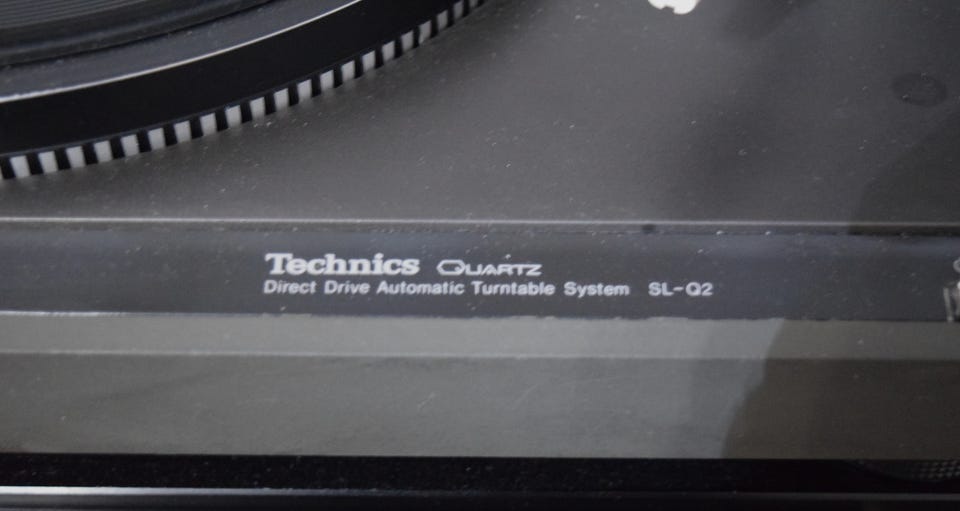 Technics QUARTZ
Direct Drive Automatic Turntable System SL-Q2